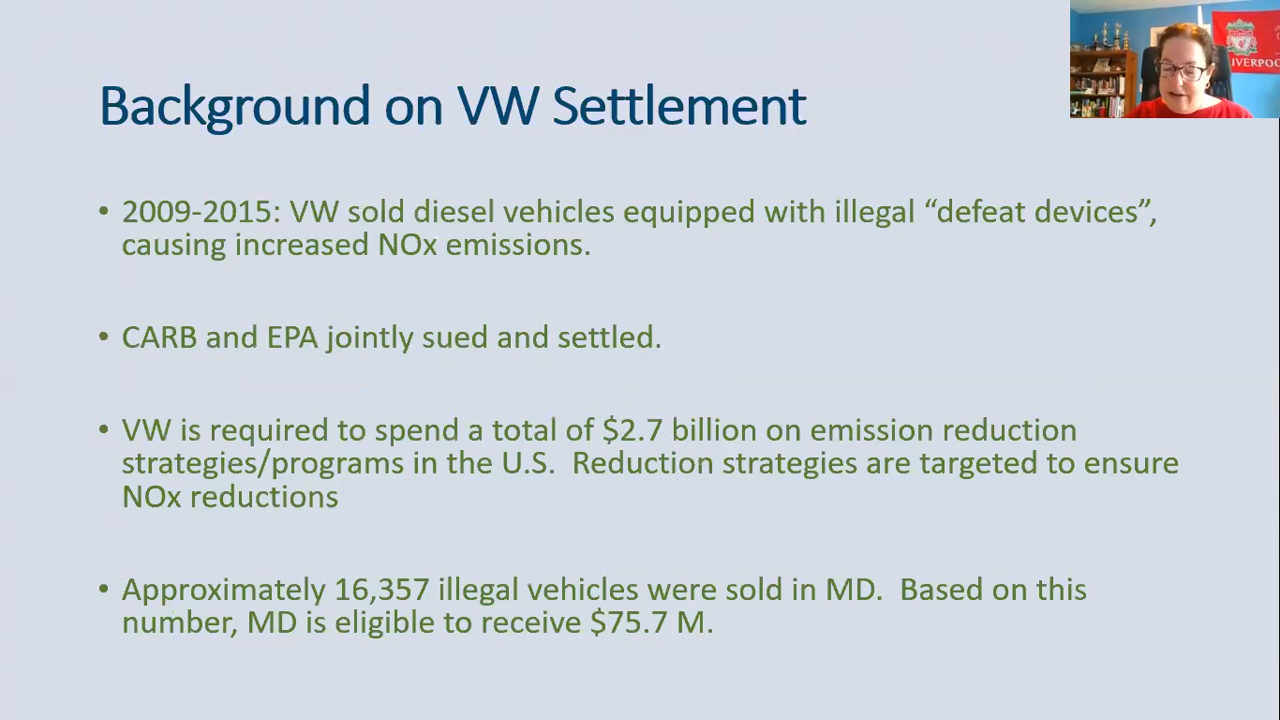 Background on VW Settlement
• 2009-2015: VW sold diesel vehicles equipped with illegal “defeat devices”,
causing increased NOx emissions.
• CARB and EPA jointly sued and settled.
• VW is required to spend a total of $2.7 billion on emission reduction
strategies/programs in the U.S.  Reduction strategies are targeted to ensure
NOx reductions
• Approximately 16,357 illegal vehicles were sold in MD.  Based on this
number, MD is eligible to receive $75.7 M.